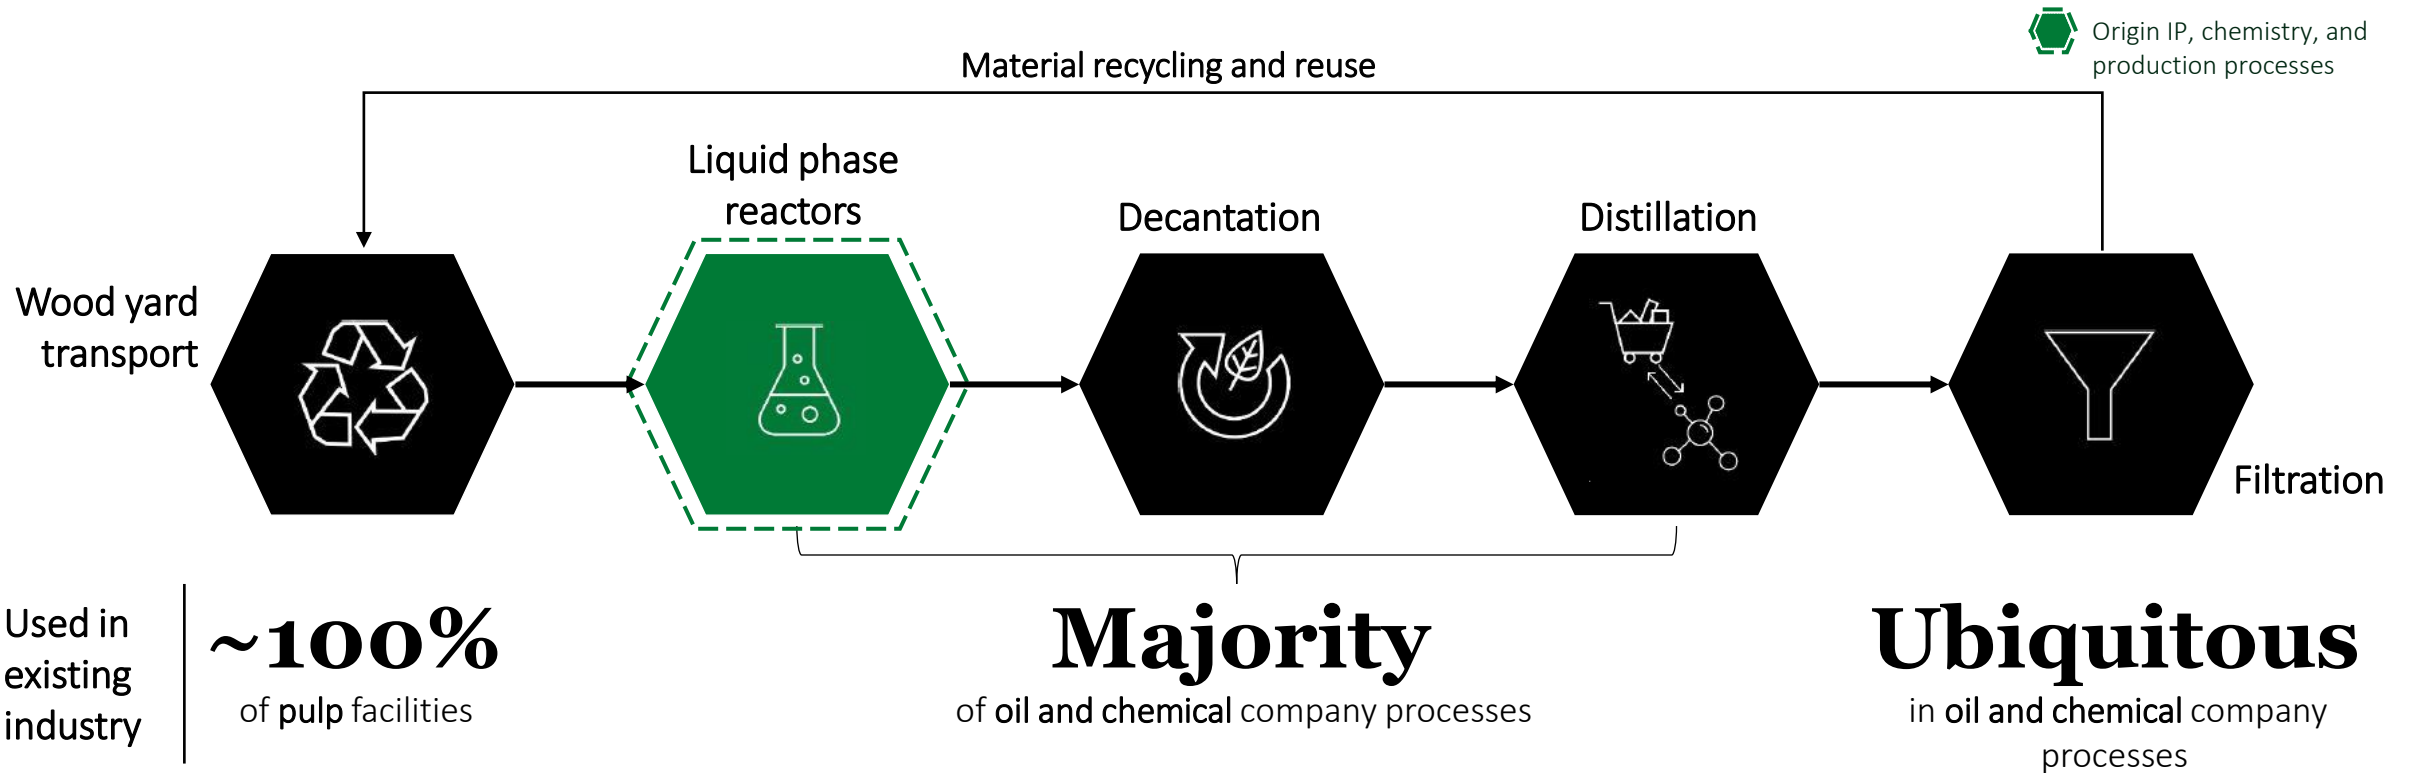 Origin IP, chemistry, and
production processes
Material recycling and reuse
Liquid phase
reactors
Decantation
Distillation
Wood yard
transport
Filtration
Used in
existing
industry
~100%
of pulp facilities
Majority
of oil and chemical company processes
Ubiquitous
in oil and chemical company
processes